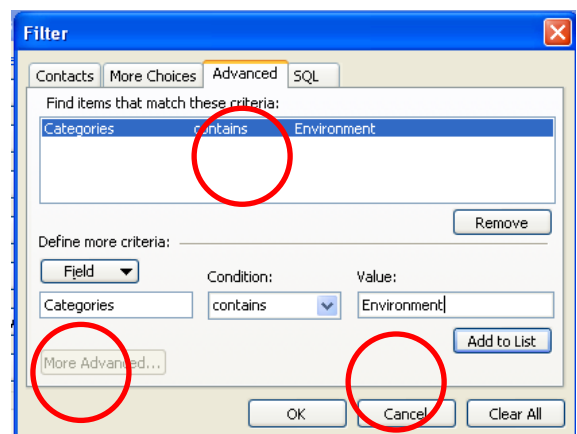 Filter
Contacts More Choices Advanced SQL
Find items that match these criteria:
Categories contains Environment
Remove
Define more criteria:
Field Condition: Value:
Categories contains Environment
Add to List
More Advanced...
OK Cancel Clear All